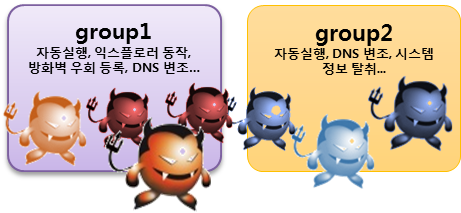 group1
자동실행, 익스플로러 동작,
방화벽 우회 등록, DNS 변조...
group2
자동실행, DNS 변조, 시스템
정보 탈취...